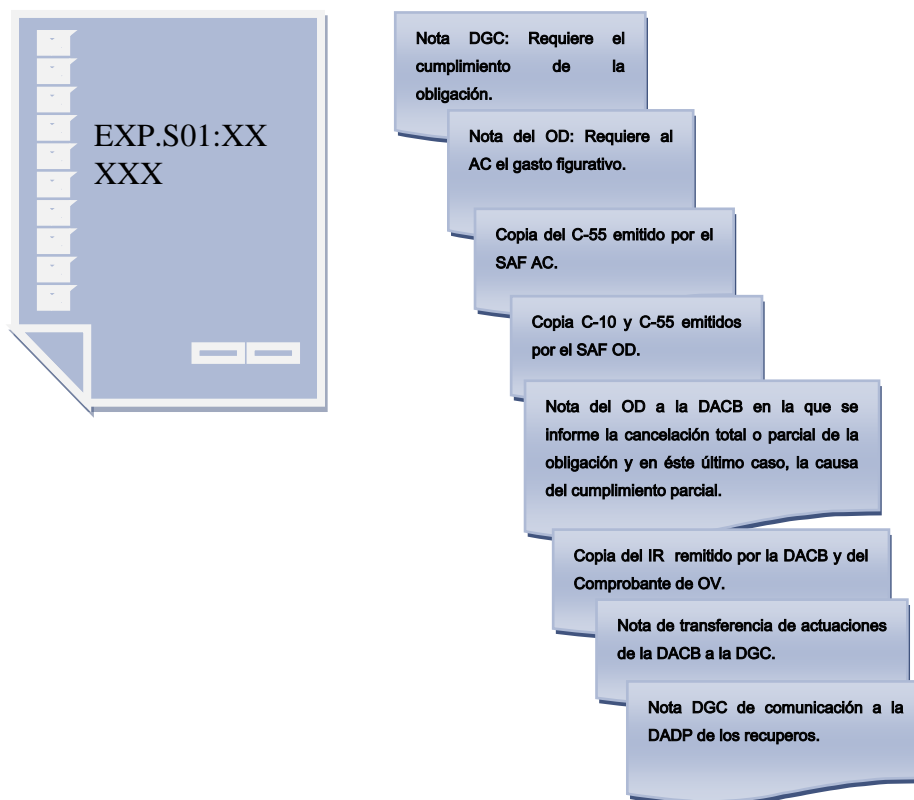 EXP.S01:XX
XXX
Nota DGC: Requiere el
cumplimiento de la
obligación.
Nota del OD: Requiere al
AC el gasto figurativo.
Copia del C-55 emitido por el
SAF AC.
Copia C-10 y C-55 emitidos
por el SAF OD.
Nota del OD a la DACB en la que se
informe la cancelación total o parcial de la
obligación y en éste último caso, la causa
del cumplimiento parcial.
Copia del IR remitido por la DACB y del
Comprobante de OV.
Nota de transferencia de actuaciones
de la DACB a la DGC.
Nota DGC de comunicación a la
DADP de los recuperos.